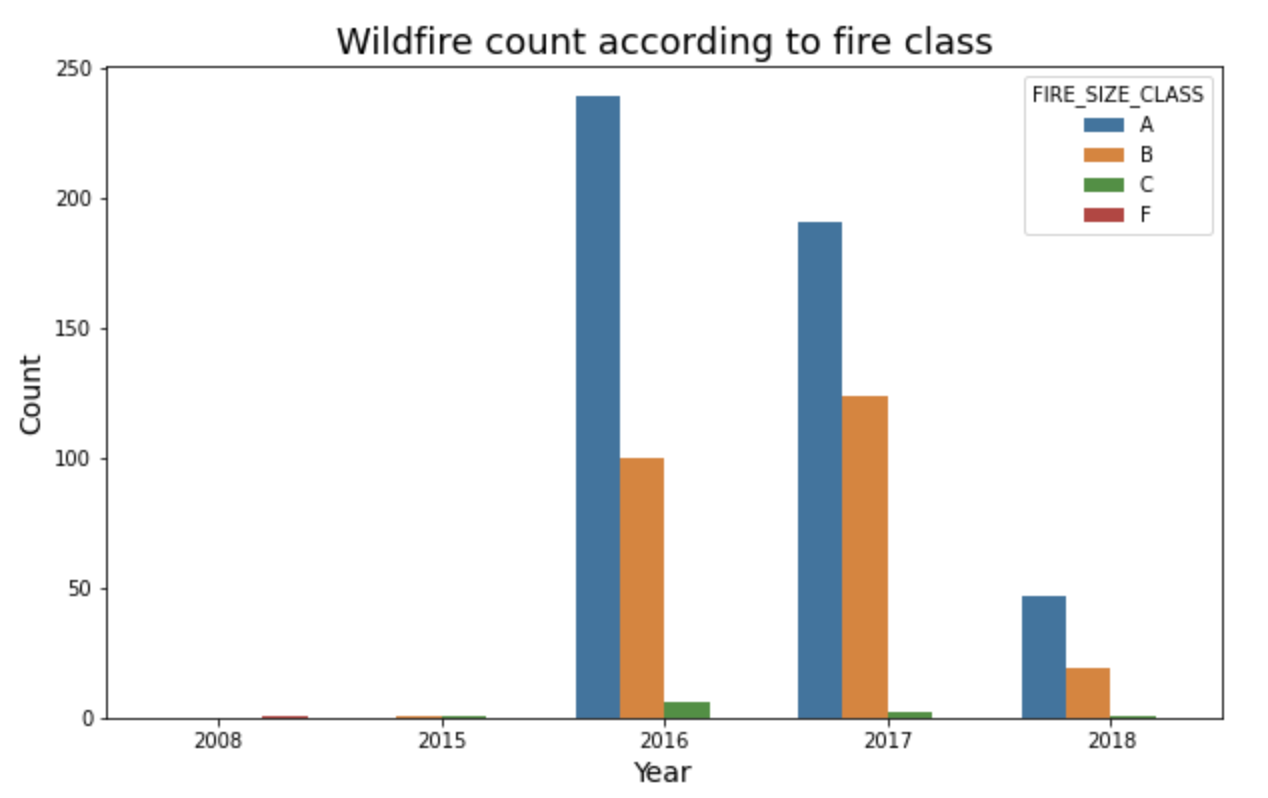 Wildfire count according to fire class
250
200
150
100
50
0
Count
FIRE_SIZE_CLASS
A
B
C
F
2008 2015 2016 2017 2018
Year